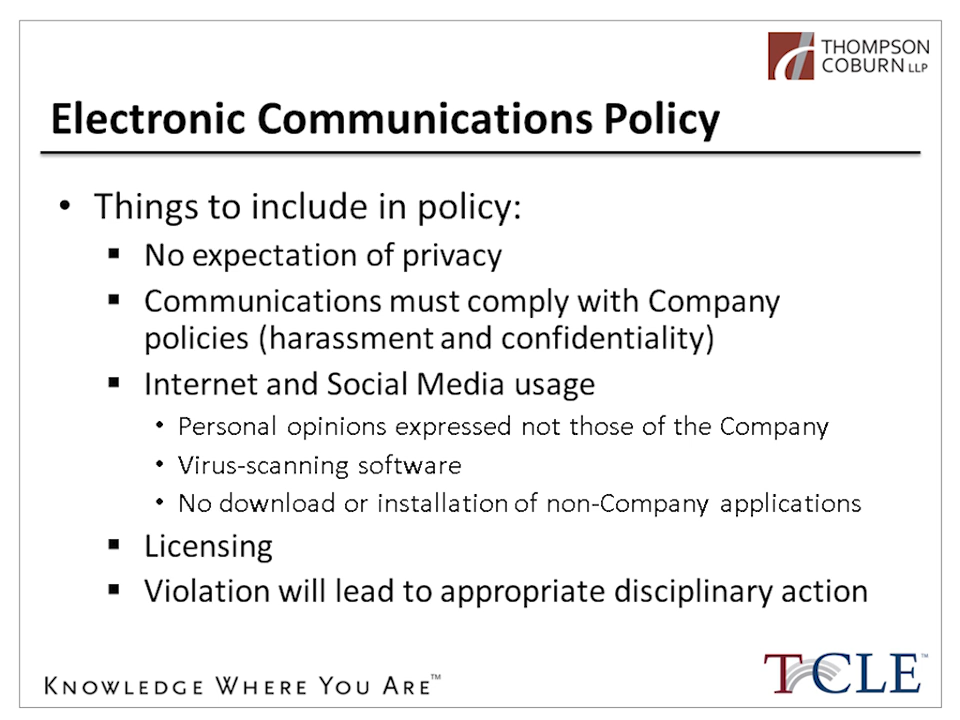 THOMPSON
COBURN LLP
Electronic Communications Policy
• Things to include in policy:
▪ No expectation of privacy
▪ Communications must comply with Company
policies (harassment and confidentiality)
▪ Internet and Social Media usage
• Personal opinions expressed not those of the Company
• Virus-scanning software
• No download or installation of non-Company applications
▪ Licensing
▪ Violation will lead to appropriate disciplinary action
KNOWLEDGE WHERE YOU ARE™
TCCLE™